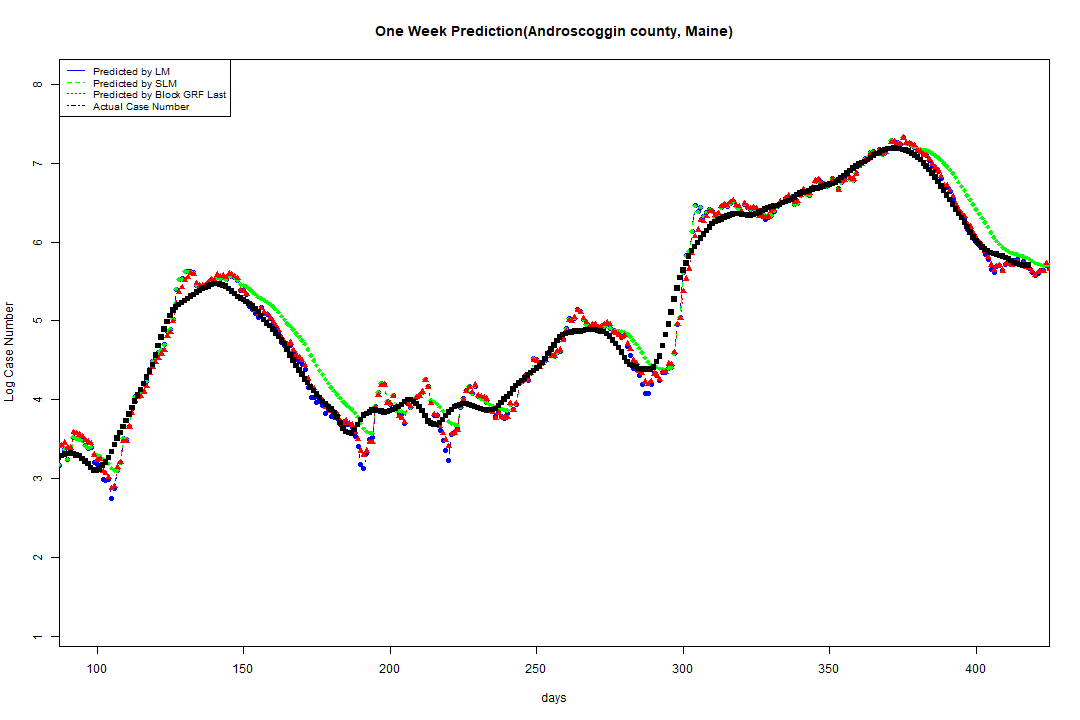 One Week Prediction(Androscoggin county, Maine)
Predicted by LM
Predicted by SLM
Predicted by Block GRF Last
Actual Case Number
8
7
6
5
4
3
2
1
Log Case Number
100 150 200 250 300 350 400
days